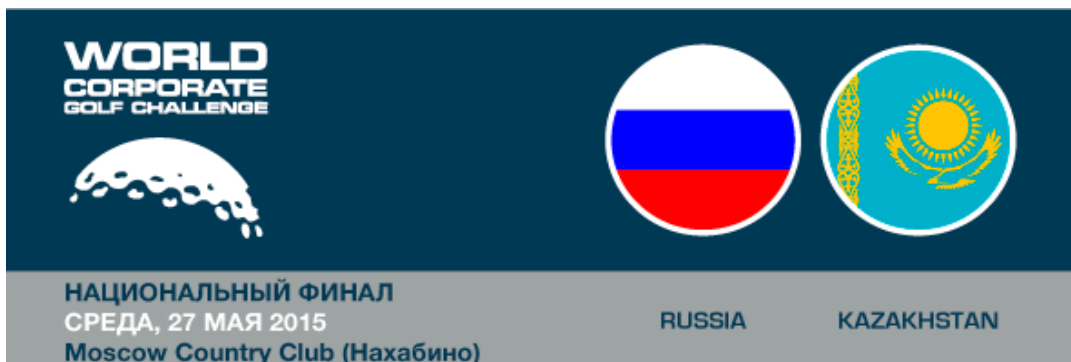 WORLD
CORPORATE
GOLF CHALLENGE
НАЦИОНАЛЬНЫЙ ФИНАЛ
СРЕДА, 27 МАЯ 2015
Moscow Country Club (Нахабино)
RUSSIA
KAZAKHSTAN